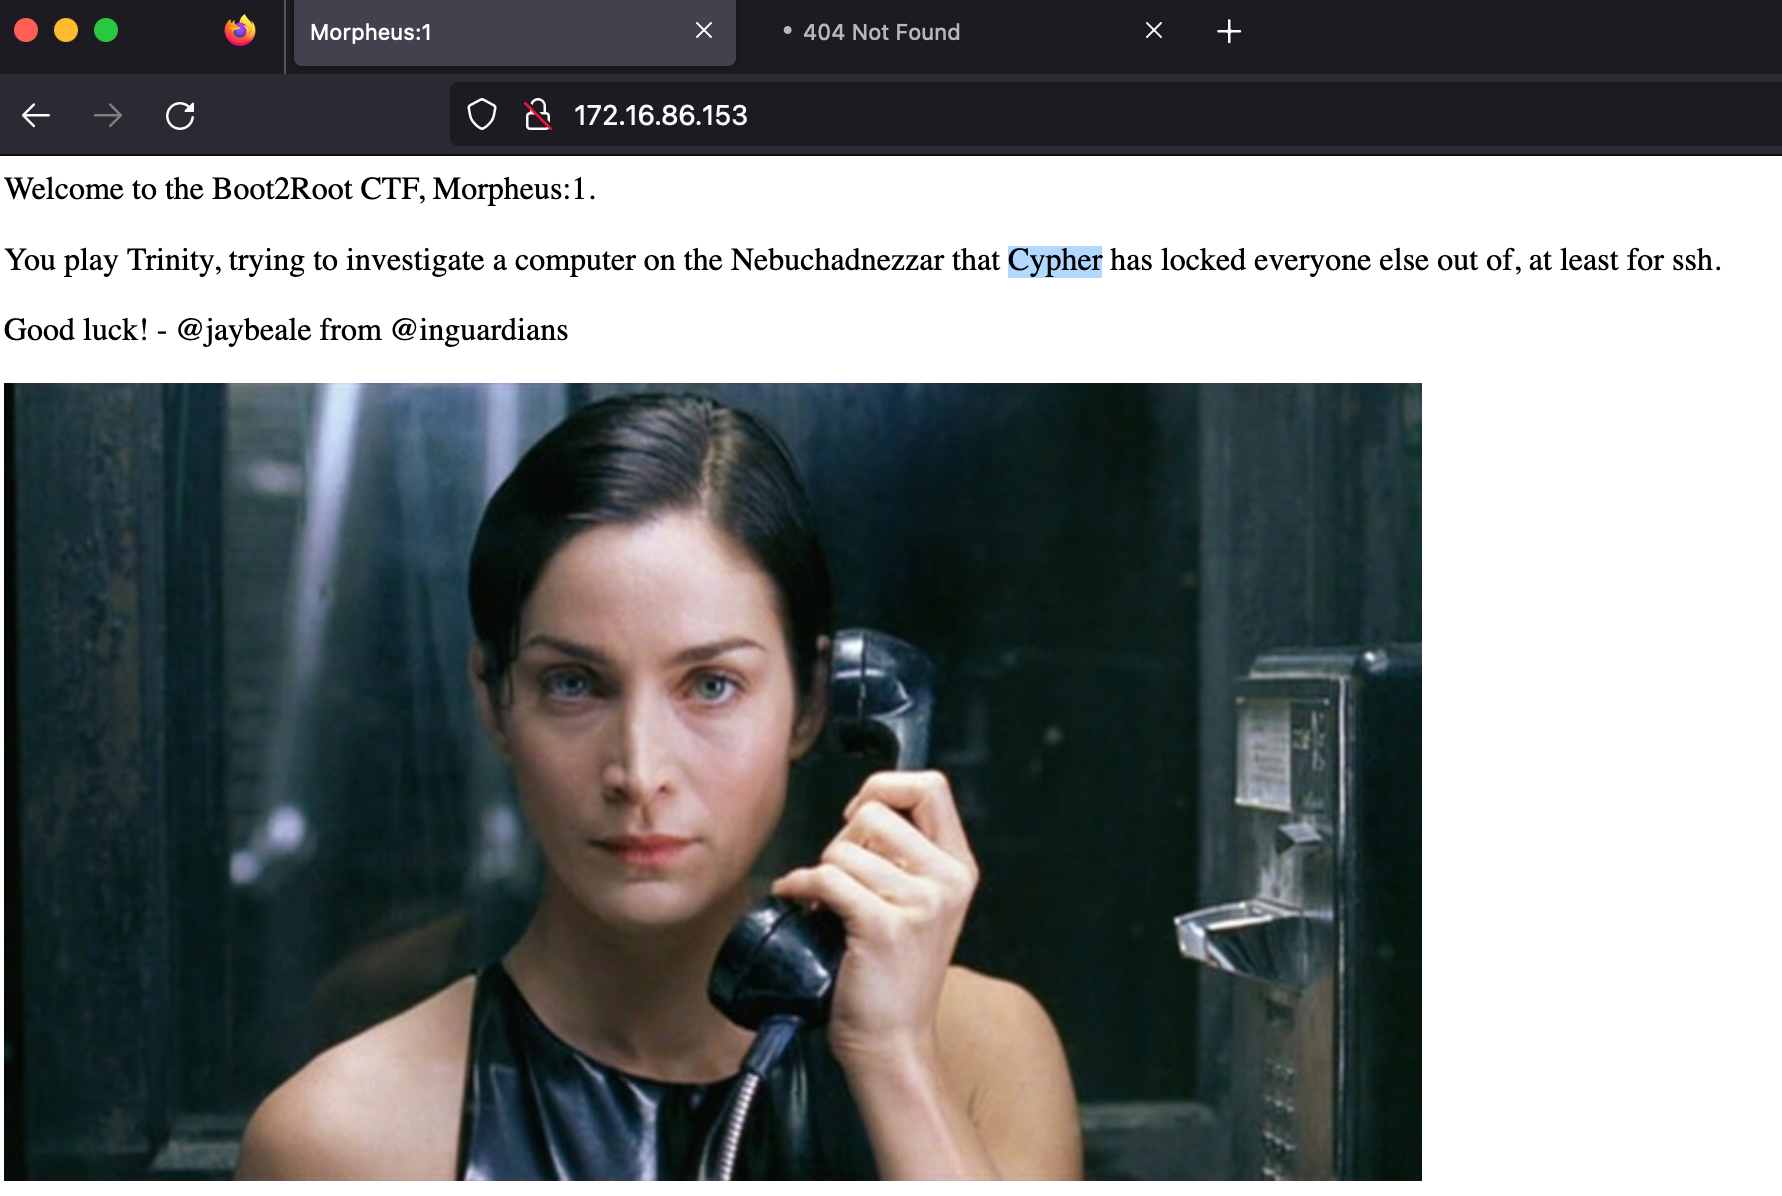 Morpheus:1
• 404 Not Found
172.16.86.153
Welcome to the Boot2Root CTF, Morpheus:1.
You play Trinity, trying to investigate a computer on the Nebuchadnezzar that Cypher has locked everyone else out of, at least for ssh.
Good luck! - @jaybeale from @inguardians